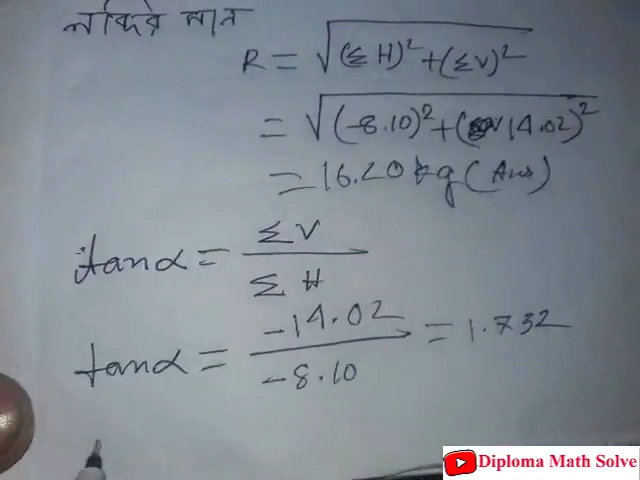 লব্ধির মান
R = √(ΣH)² + (ΣV)²
= √(-8.10)² + (14.02)²
= 16.20 kg (Ans)
tanα = ΣV / ΣH
tanα = -14.02 / -8.10 = 1.732
Diploma Math Solve